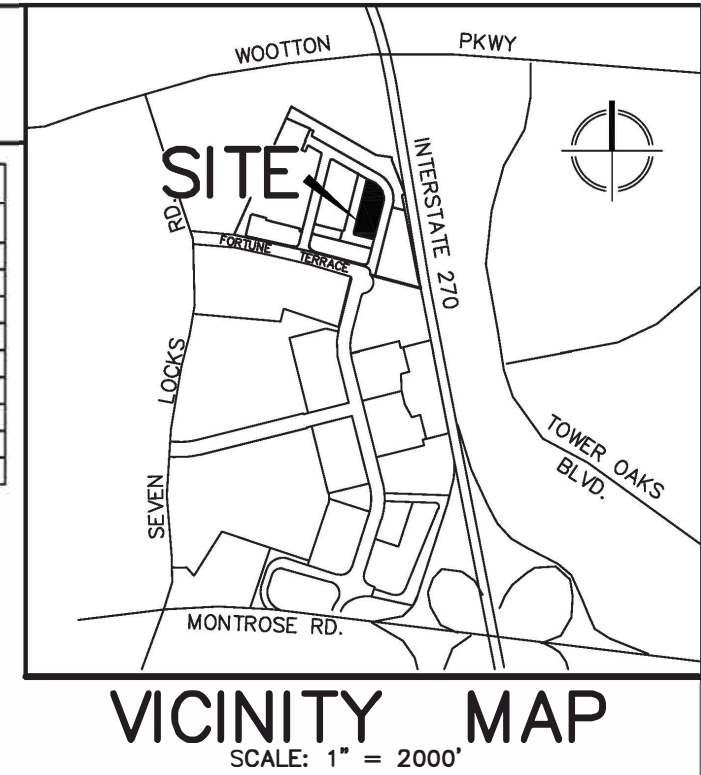 WOOTTON PKWY
SITE
INTERSTATE 270
FORTUNE TERRACE
SEVEN LOCKS RD.
TOWER OAKS
BLVD.
MONTROSE RD.
VICINITY MAP
SCALE: 1" = 2000'